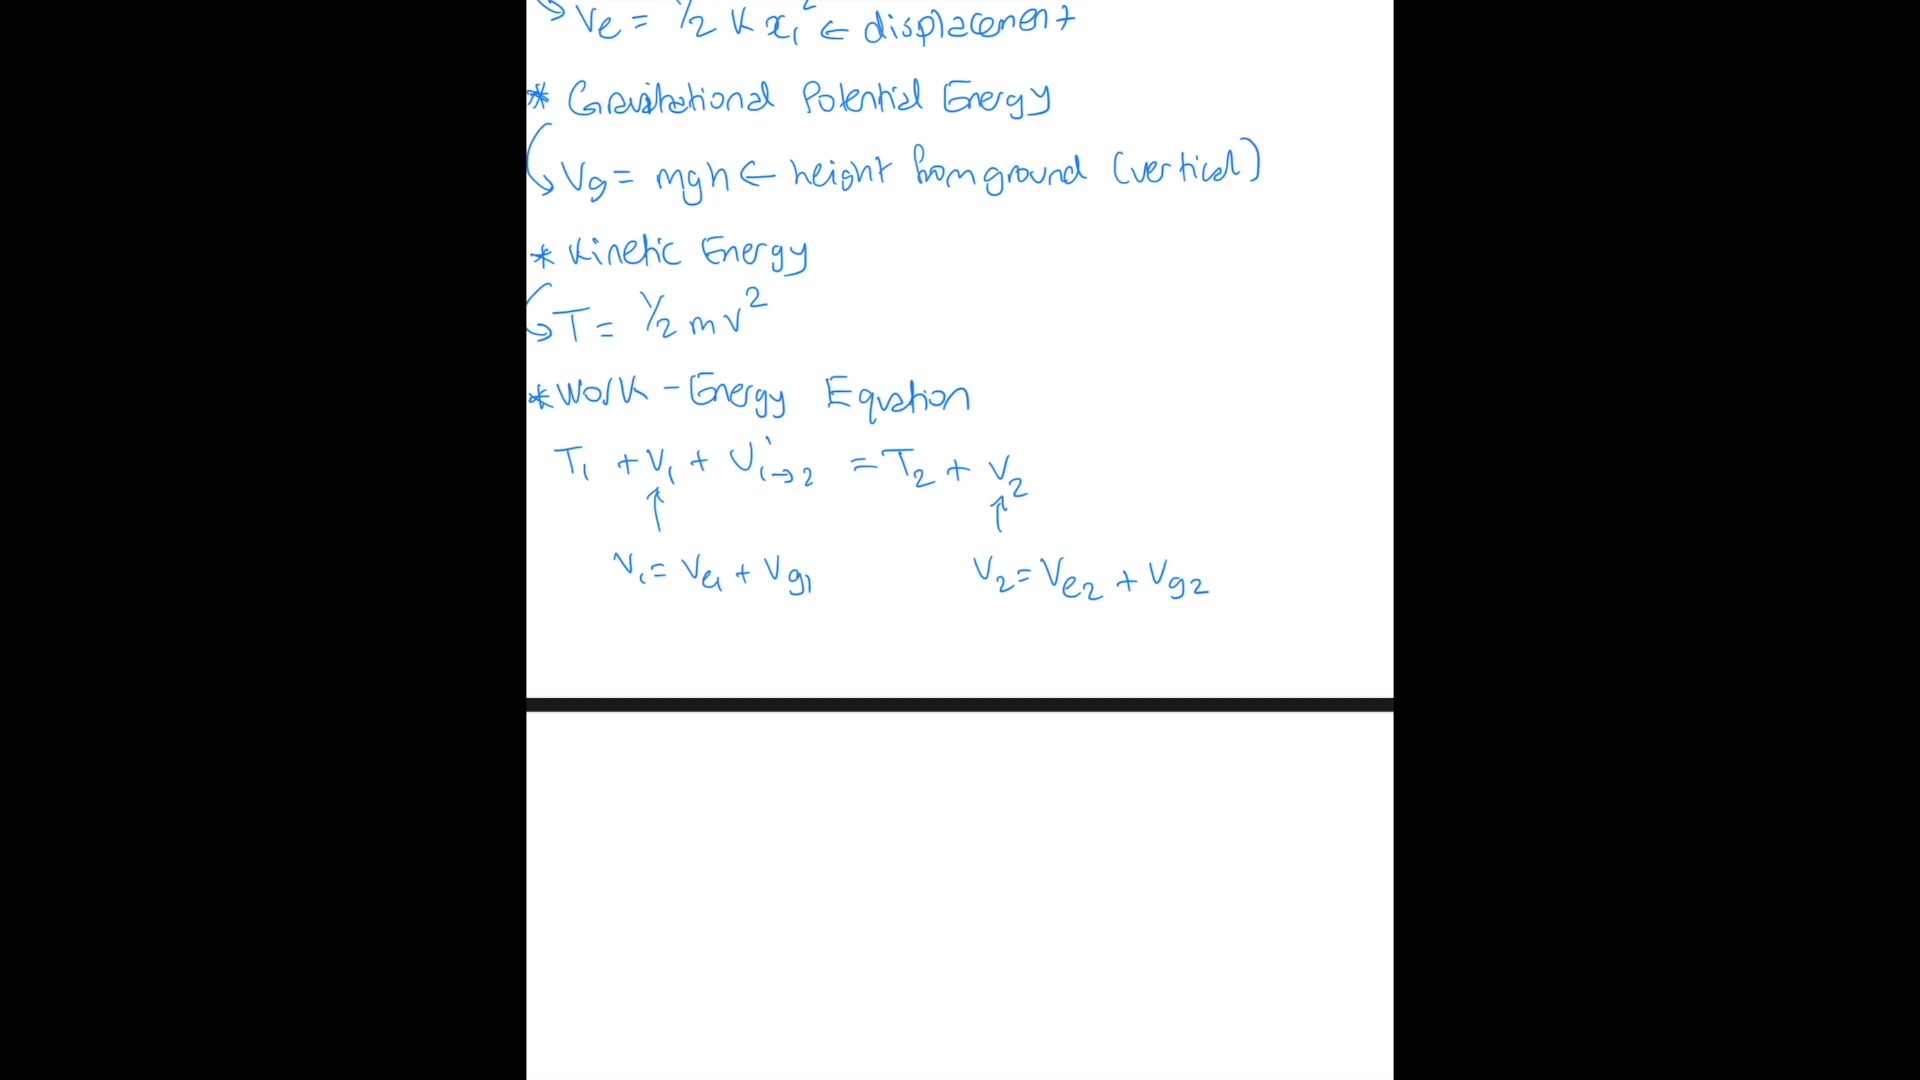 ↳ Ve = 1/2 K x₁² ← displacement
* Gravitational Potential Energy
↳ Vg = mgh ← height from ground (vertical)
* Kinetic Energy
↳ T = 1/2 mv²
* Work - Energy Equation
T₁ + V₁ + U'₁→₂ = T₂ + V₂
↑ ↑
V₁ = Ve₁ + Vg₁ V₂ = Ve₂ + Vg₂